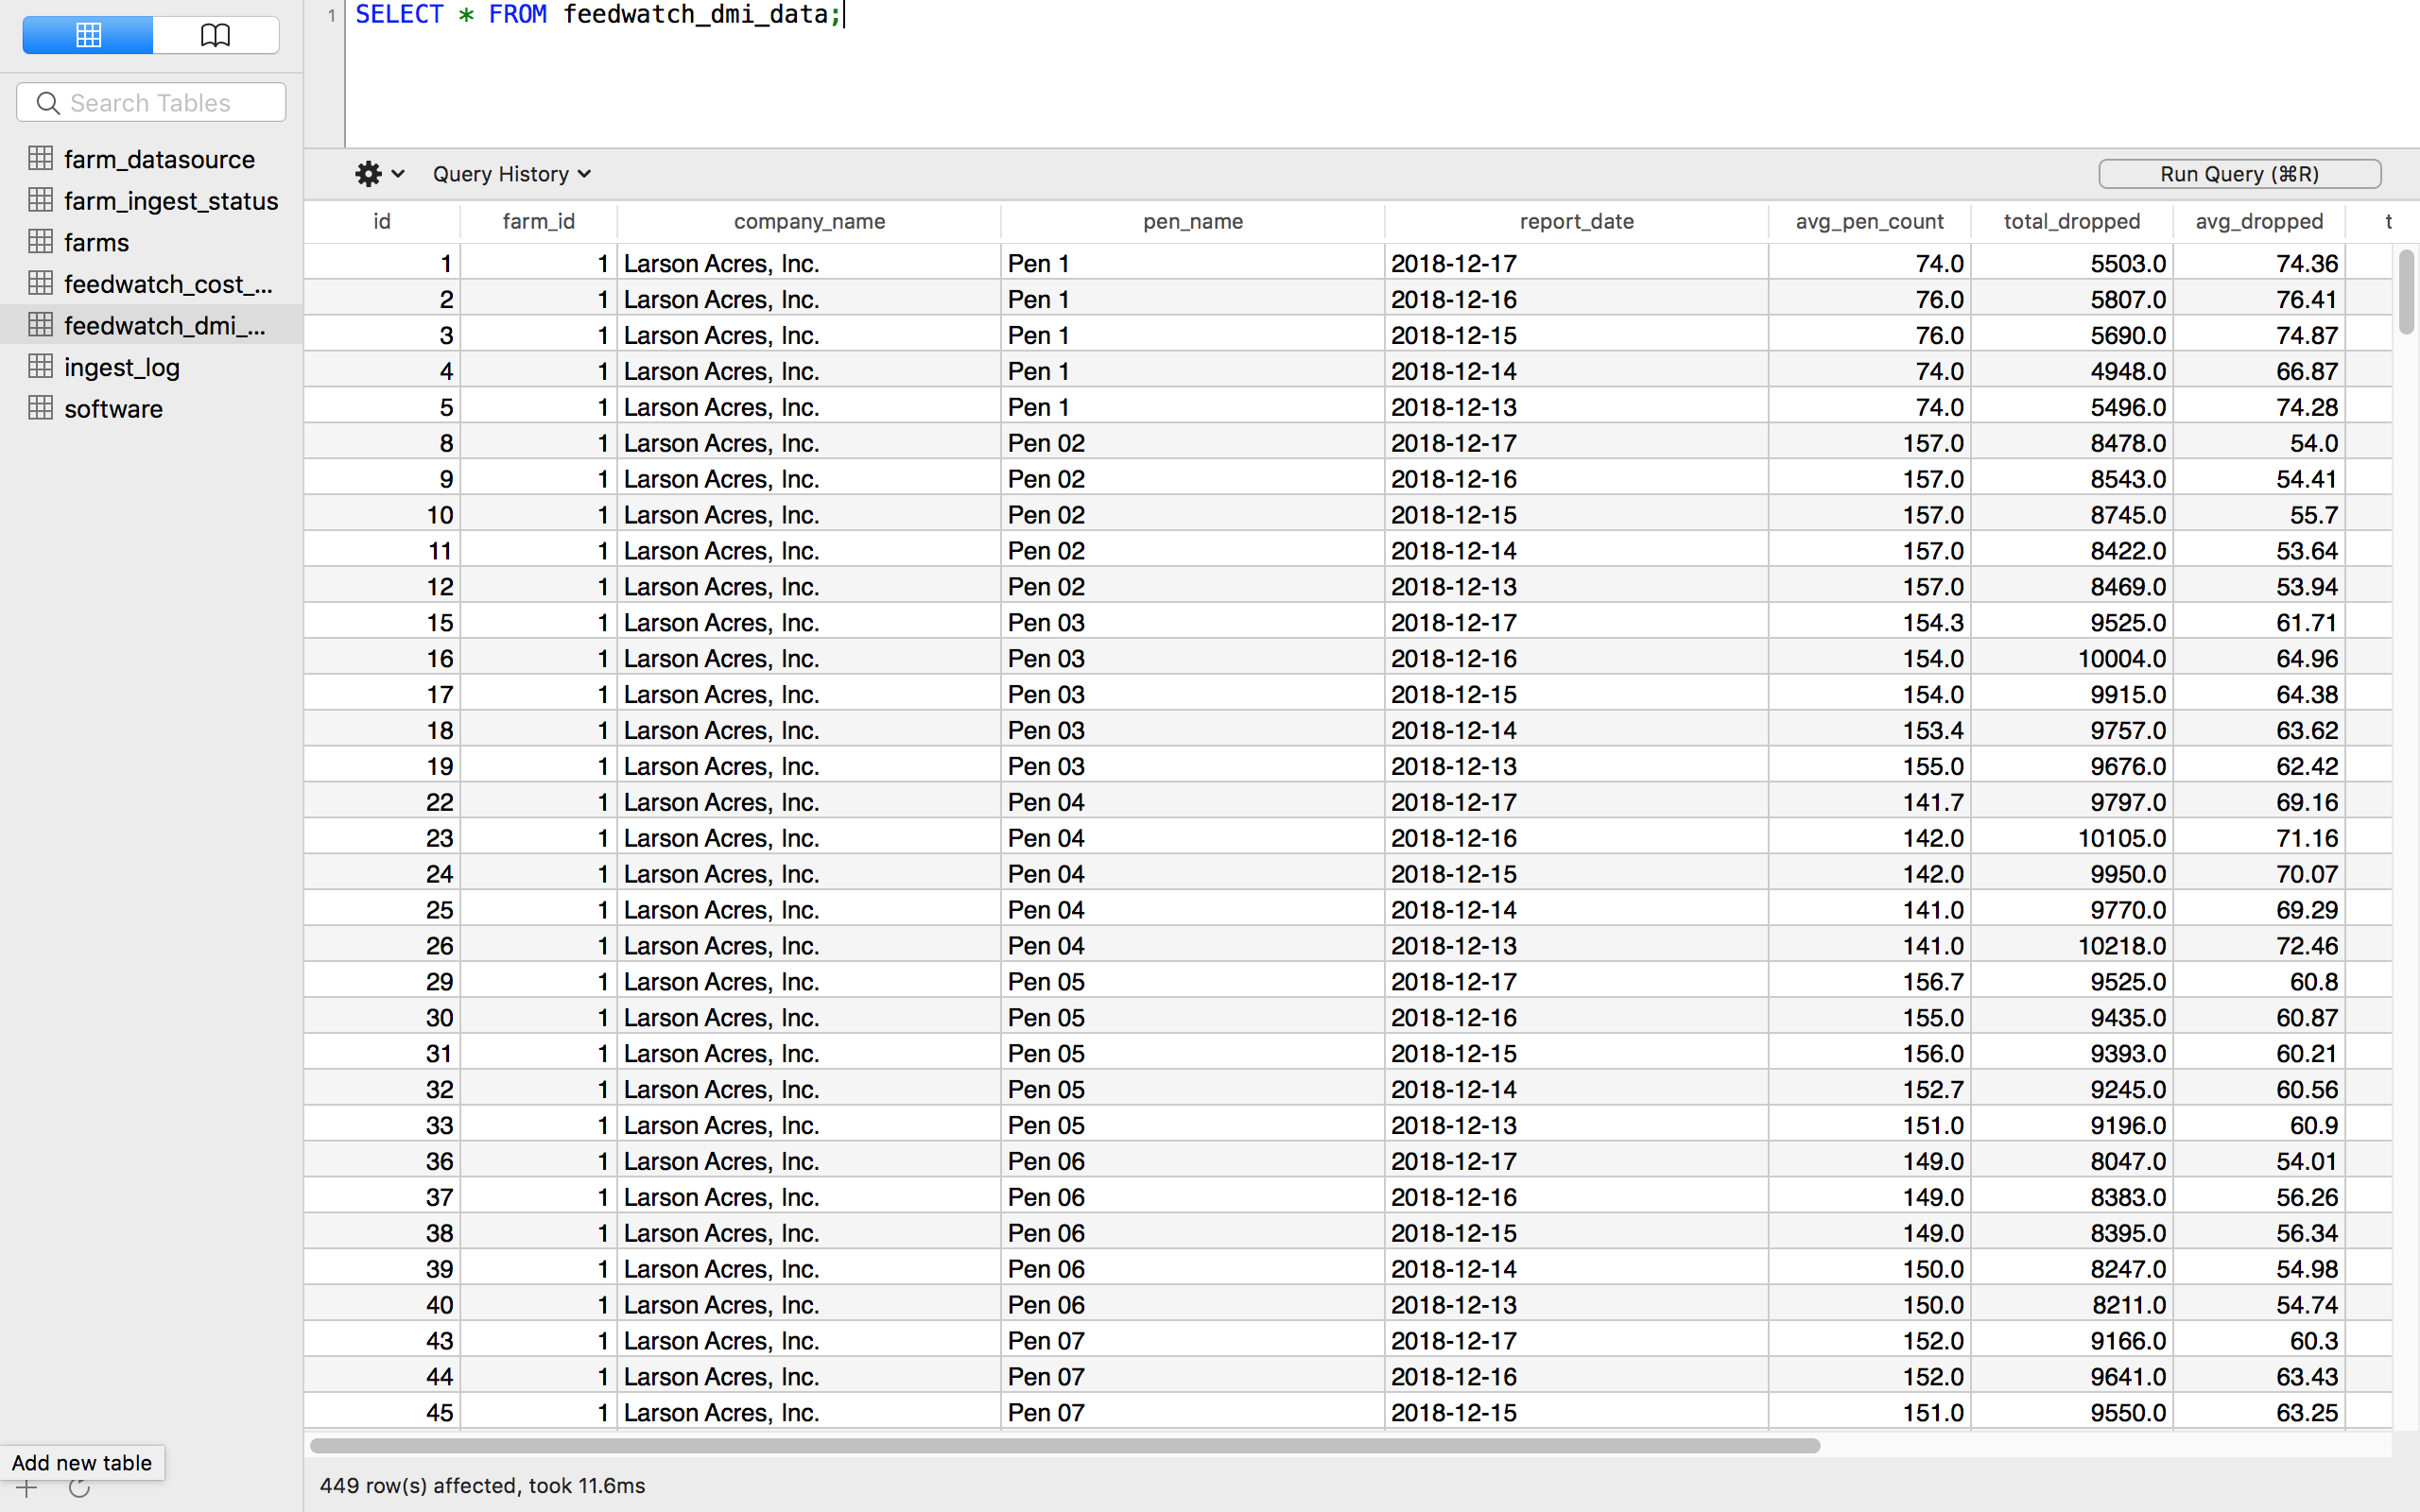 1 SELECT * FROM feedwatch_dmi_data;
Search Tables
farm_datasource
farm_ingest_status
farms
feedwatch_cost_...
feedwatch_dmi_...
ingest_log
software
Add new table
Query History
Run Query (⌘R)
id farm_id company_name pen_name report_date avg_pen_count total_dropped avg_dropped t
1 1 Larson Acres, Inc. Pen 1 2018-12-17 74.0 5503.0 74.36
2 1 Larson Acres, Inc. Pen 1 2018-12-16 76.0 5807.0 76.41
3 1 Larson Acres, Inc. Pen 1 2018-12-15 76.0 5690.0 74.87
4 1 Larson Acres, Inc. Pen 1 2018-12-14 74.0 4948.0 66.87
5 1 Larson Acres, Inc. Pen 1 2018-12-13 74.0 5496.0 74.28
8 1 Larson Acres, Inc. Pen 02 2018-12-17 157.0 8478.0 54.0
9 1 Larson Acres, Inc. Pen 02 2018-12-16 157.0 8543.0 54.41
10 1 Larson Acres, Inc. Pen 02 2018-12-15 157.0 8745.0 55.7
11 1 Larson Acres, Inc. Pen 02 2018-12-14 157.0 8422.0 53.64
12 1 Larson Acres, Inc. Pen 02 2018-12-13 157.0 8469.0 53.94
15 1 Larson Acres, Inc. Pen 03 2018-12-17 154.3 9525.0 61.71
16 1 Larson Acres, Inc. Pen 03 2018-12-16 154.0 10004.0 64.96
17 1 Larson Acres, Inc. Pen 03 2018-12-15 154.0 9915.0 64.38
18 1 Larson Acres, Inc. Pen 03 2018-12-14 153.4 9757.0 63.62
19 1 Larson Acres, Inc. Pen 03 2018-12-13 155.0 9676.0 62.42
22 1 Larson Acres, Inc. Pen 04 2018-12-17 141.7 9797.0 69.16
23 1 Larson Acres, Inc. Pen 04 2018-12-16 142.0 10105.0 71.16
24 1 Larson Acres, Inc. Pen 04 2018-12-15 142.0 9950.0 70.07
25 1 Larson Acres, Inc. Pen 04 2018-12-14 141.0 9770.0 69.29
26 1 Larson Acres, Inc. Pen 04 2018-12-13 141.0 10218.0 72.46
29 1 Larson Acres, Inc. Pen 05 2018-12-17 156.7 9525.0 60.8
30 1 Larson Acres, Inc. Pen 05 2018-12-16 155.0 9435.0 60.87
31 1 Larson Acres, Inc. Pen 05 2018-12-15 156.0 9393.0 60.21
32 1 Larson Acres, Inc. Pen 05 2018-12-14 152.7 9245.0 60.56
33 1 Larson Acres, Inc. Pen 05 2018-12-13 151.0 9196.0 60.9
36 1 Larson Acres, Inc. Pen 06 2018-12-17 149.0 8047.0 54.01
37 1 Larson Acres, Inc. Pen 06 2018-12-16 149.0 8383.0 56.26
38 1 Larson Acres, Inc. Pen 06 2018-12-15 149.0 8395.0 56.34
39 1 Larson Acres, Inc. Pen 06 2018-12-14 150.0 8247.0 54.98
40 1 Larson Acres, Inc. Pen 06 2018-12-13 150.0 8211.0 54.74
43 1 Larson Acres, Inc. Pen 07 2018-12-17 152.0 9166.0 60.3
44 1 Larson Acres, Inc. Pen 07 2018-12-16 152.0 9641.0 63.43
45 1 Larson Acres, Inc. Pen 07 2018-12-15 151.0 9550.0 63.25
449 row(s) affected, took 11.6ms